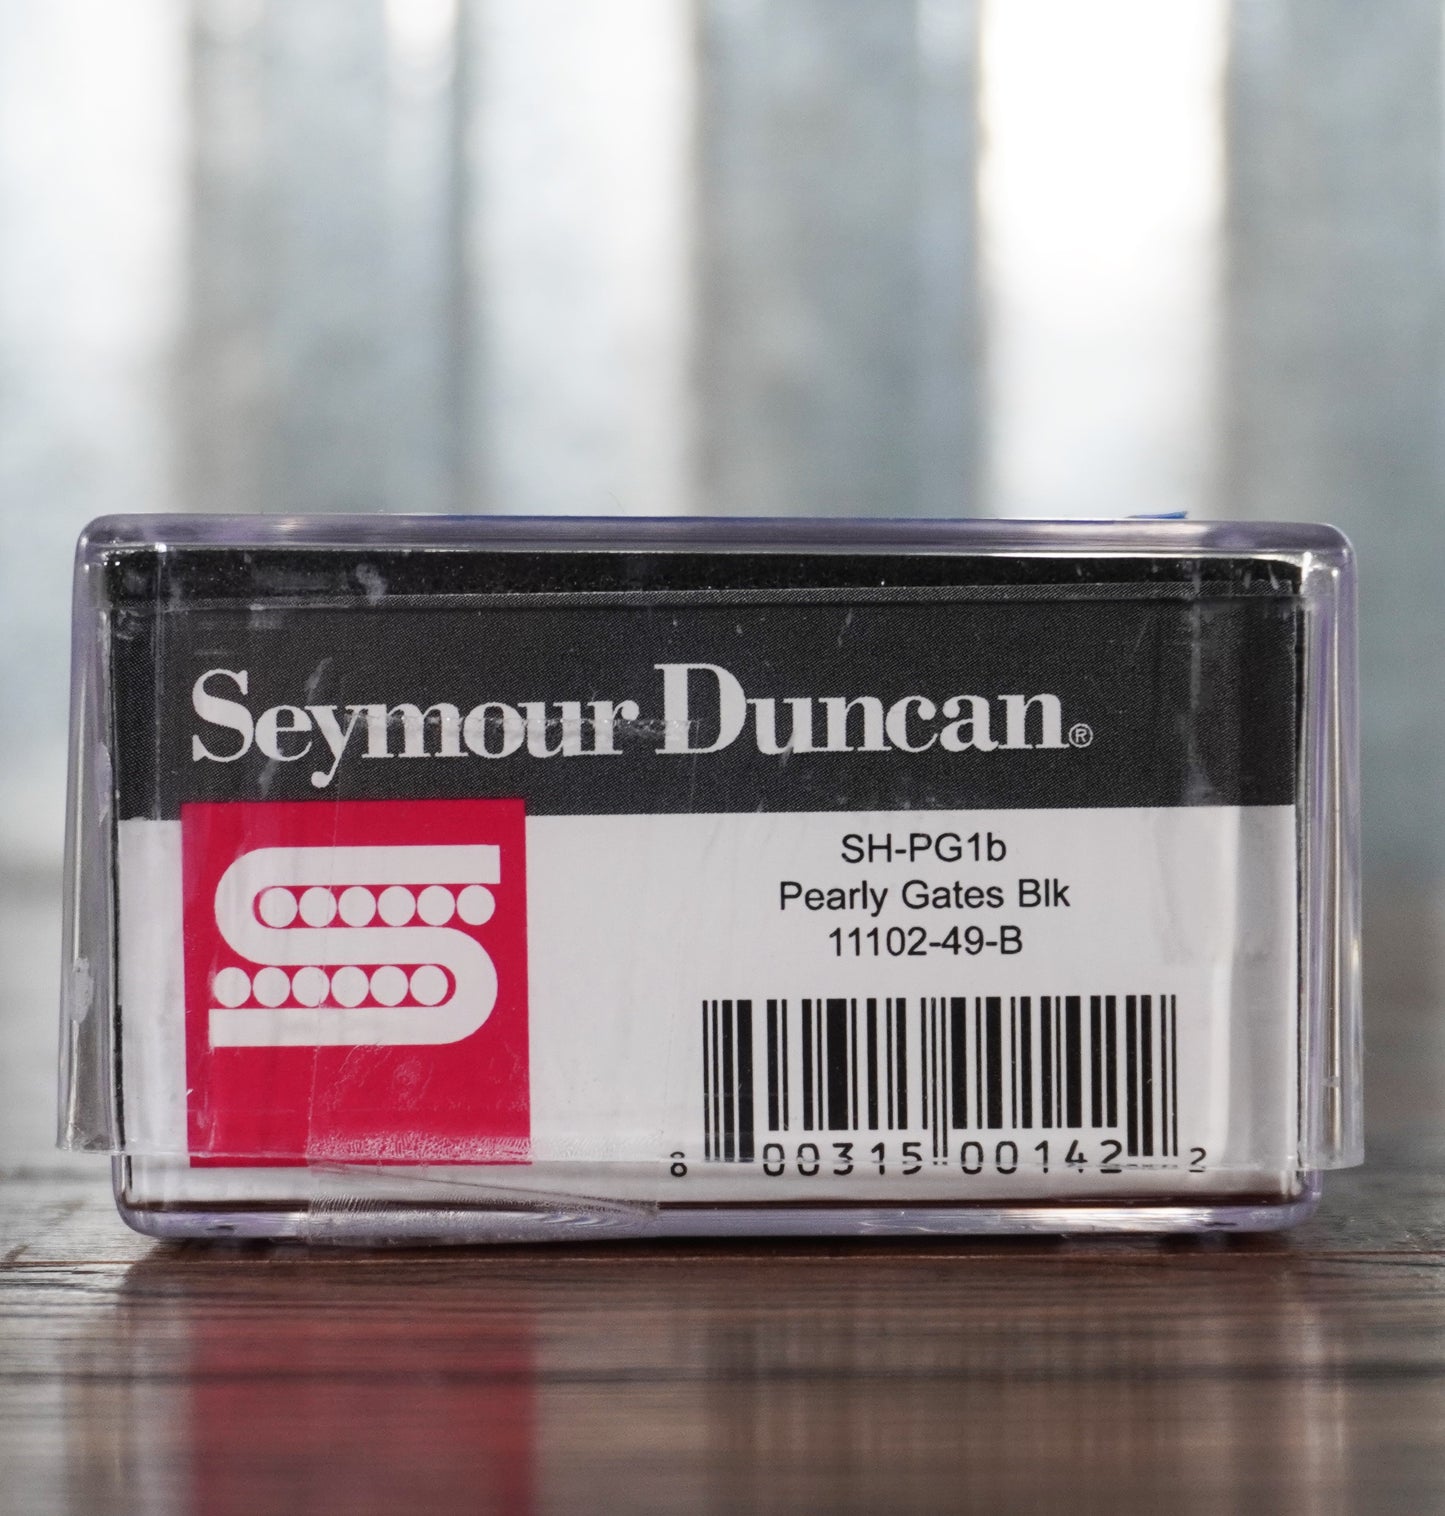 Seymour Duncan®
SH-PG1b
Pearly Gates Blk
11102-49-B
8 00315 00142 2